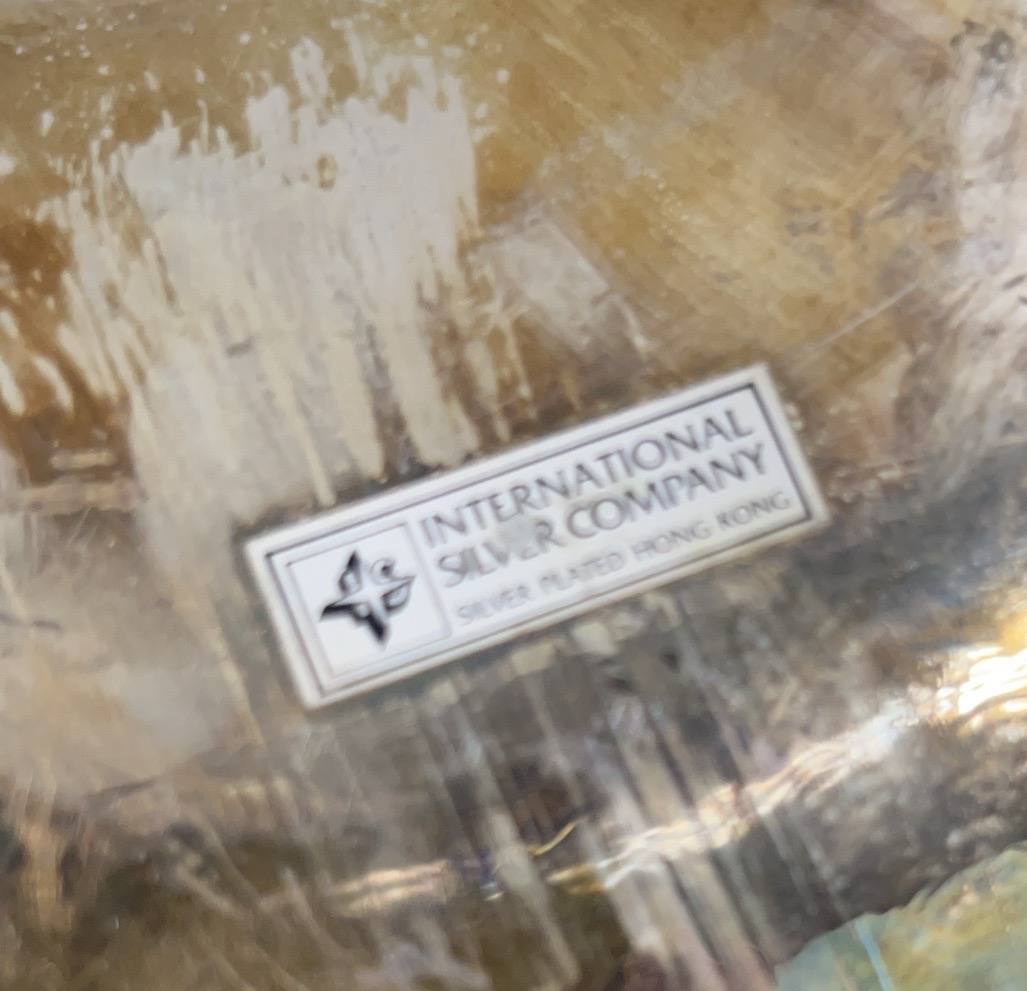 INTERNATIONAL
SILVER COMPANY
SILVER PLATED HONG KONG